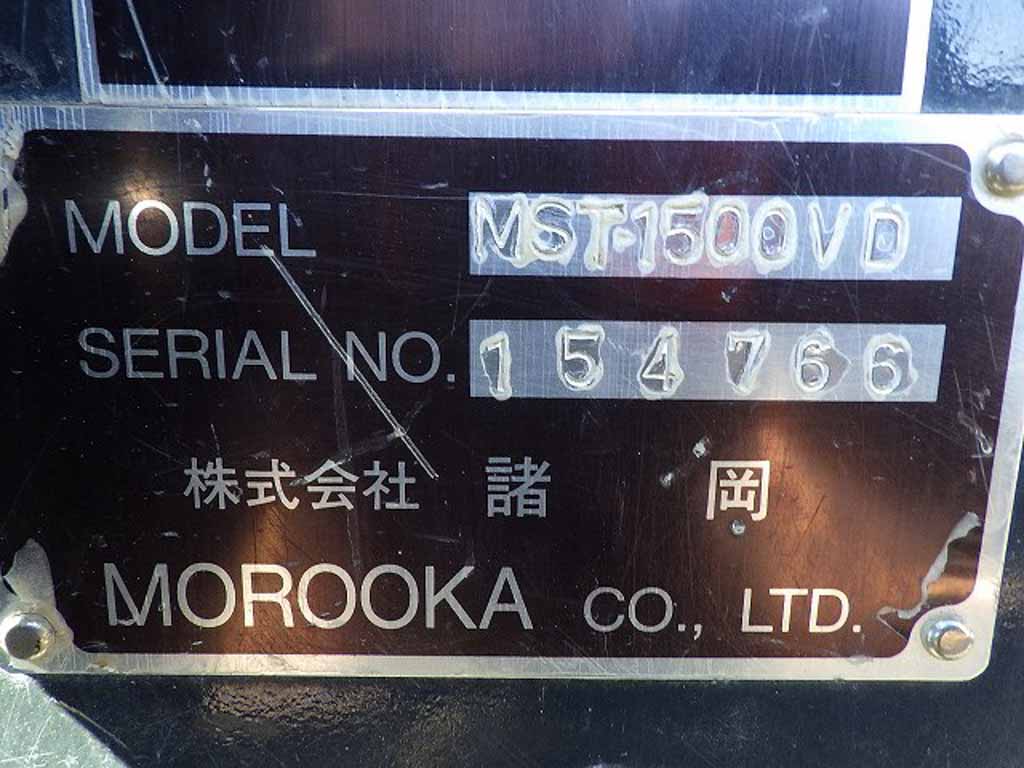 MODEL MST-1500VD
SERIAL NO. 154766
株式会社 諸岡
MOROOKA CO., LTD.